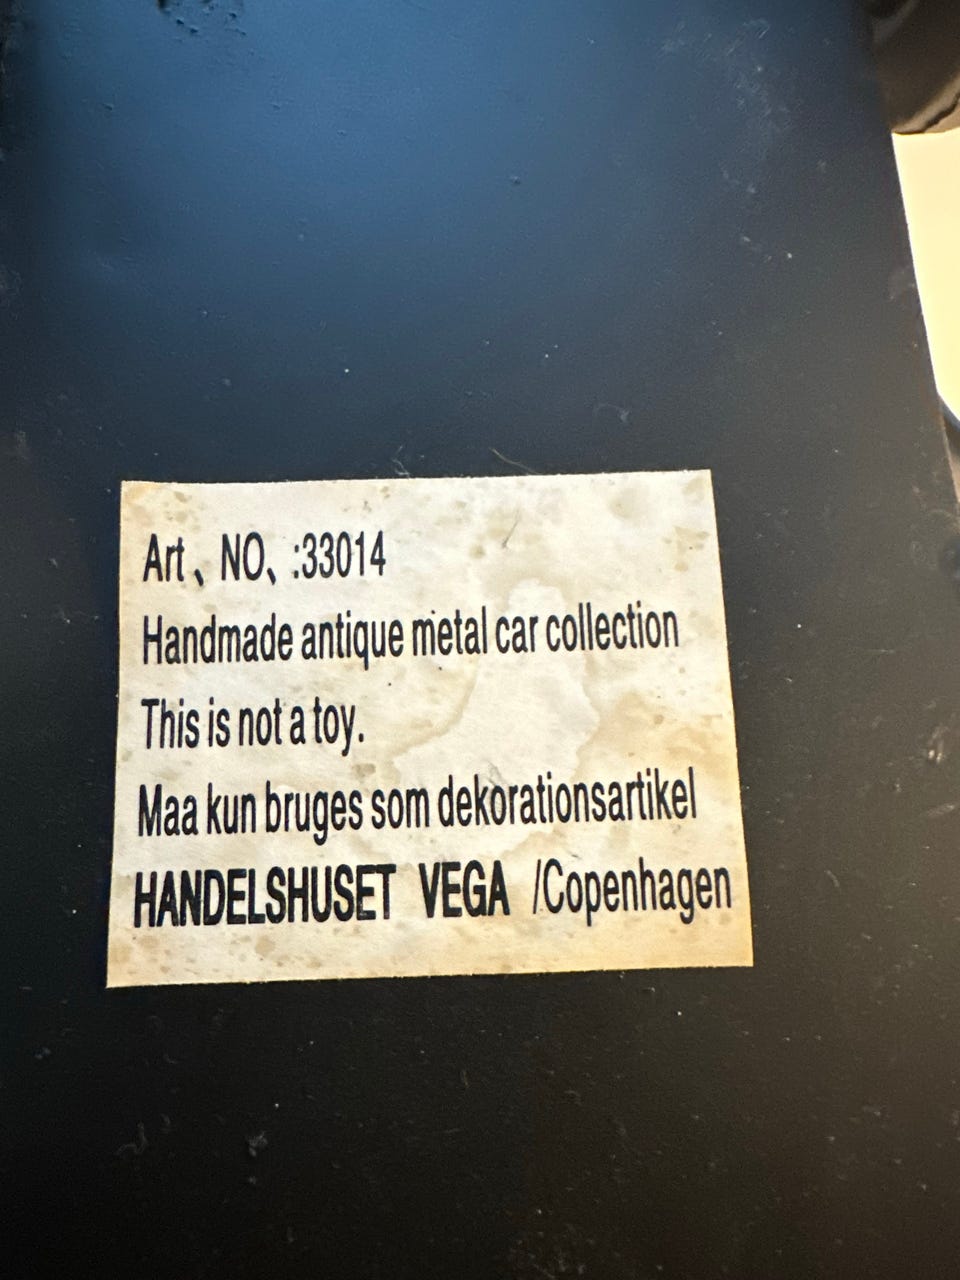 Art、NO、:33014
Handmade antique metal car collection
This is not a toy.
Maa kun bruges som dekorationsartikel
HANDELSHUSET VEGA /Copenhagen